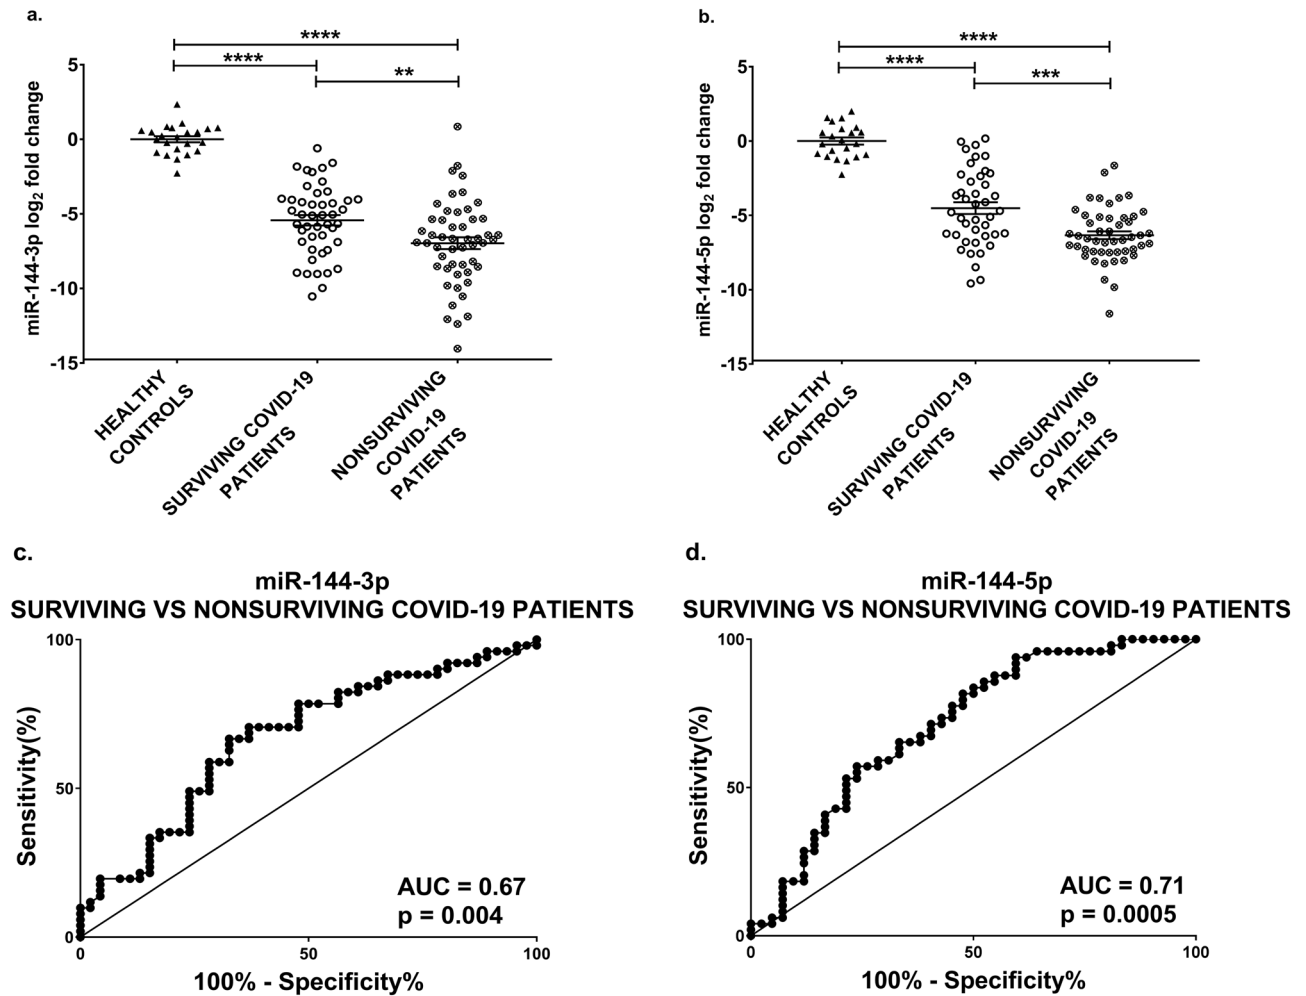 a.
****
****
**
5
0
-5
-10
-15
miR-144-3p log2 fold change
HEALTHY
CONTROLS
SURVIVING COVID-19
PATIENTS
NONSURVIVING
COVID-19
PATIENTS
b.
****
****
***
5
0
-5
-10
-15
miR-144-5p log2 fold change
HEALTHY
CONTROLS
SURVIVING COVID-19
PATIENTS
NONSURVIVING
COVID-19
PATIENTS
c.
miR-144-3p
SURVIVING VS NONSURVIVING COVID-19 PATIENTS
100
50
0
Sensitivity(%)
AUC = 0.67
p = 0.004
0
50
100
100% - Specificity%
d.
miR-144-5p
SURVIVING VS NONSURVIVING COVID-19 PATIENTS
100
50
0
Sensitivity(%)
AUC = 0.71
p = 0.0005
0
50
100
100% - Specificity%